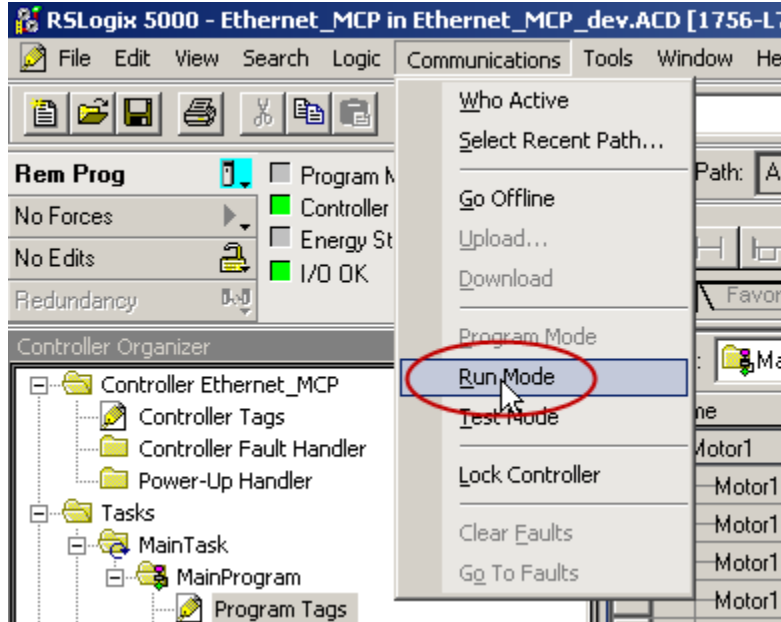 RSLogix 5000 - Ethernet_MCP in Ethernet_MCP_dev.ACD [1756-L
File Edit View Search Logic Communications Tools Window He
Who Active
Select Recent Path...
Go Offline
Upload...
Download
Program Mode
Run Mode
Test Mode
Lock Controller
Clear Faults
Go To Faults
Rem Prog
No Forces
No Edits
Redundancy
Program M
Controller
Energy St
I/O OK
Path: A
Favor
Controller Organizer
Controller Ethernet_MCP
Controller Tags
Controller Fault Handler
Power-Up Handler
Tasks
MainTask
MainProgram
Program Tags
: Ma
me
Motor1
Motor1
Motor1
Motor1
Motor1